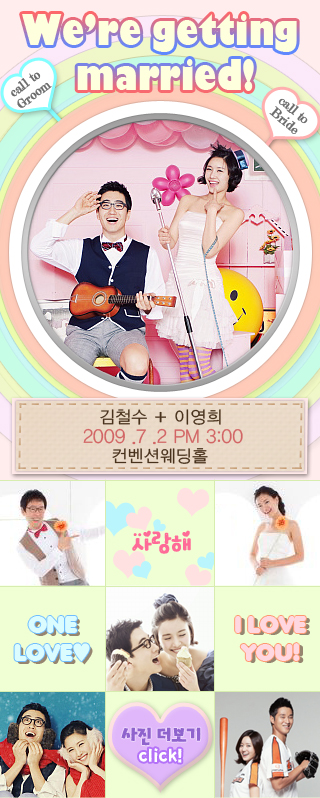 We're getting
married!
call to
Groom
call to
Bride
김철수 + 이영희
2009 .7 .2 PM 3:00
컨벤션웨딩홀
사랑해
ONE
LOVE♥
I LOVE
YOU!
사진 더보기
click!